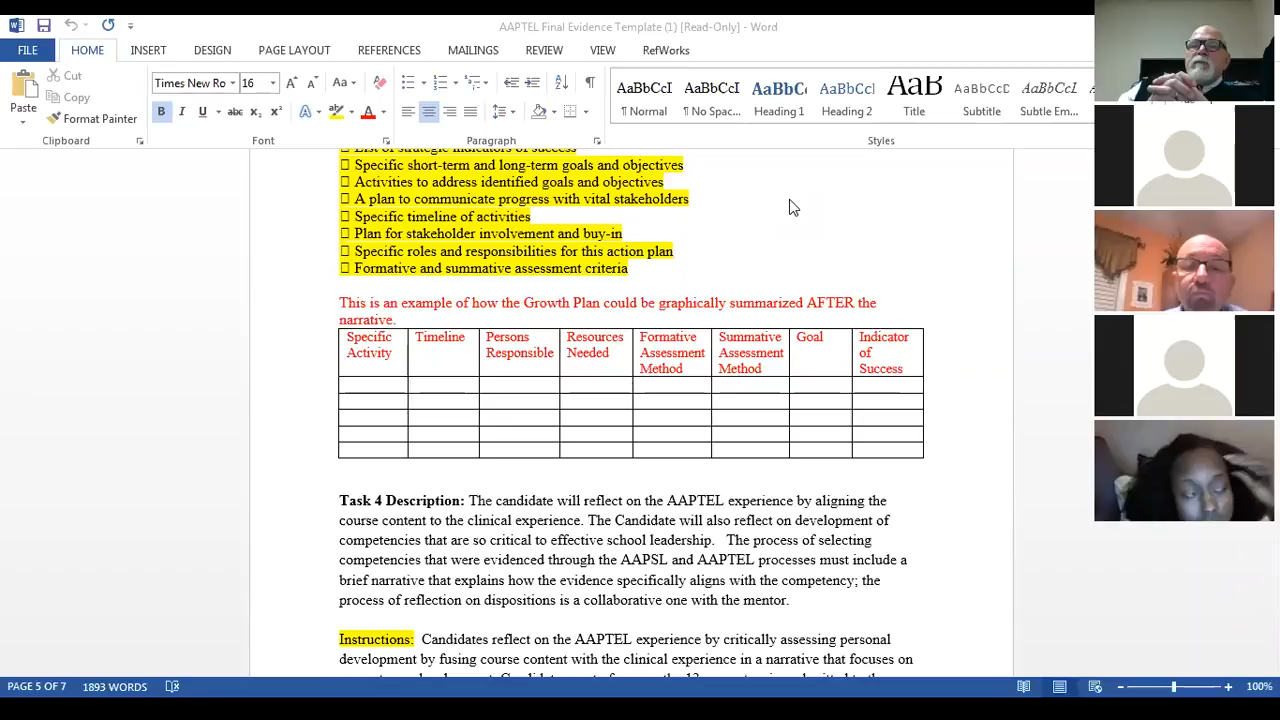 AAPTEL Final Evidence Template (1) [Read-Only] - Word
FILE HOME INSERT DESIGN PAGE LAYOUT REFERENCES MAILINGS REVIEW VIEW RefWorks
Cut
Copy
Format Painter
Paste
Clipboard
Times New Ro 16
Font
Paragraph
AaBbCcI AaBbCcI AaBbCc AaBbCcI AaB AaBbCcD AaBbCcI
¶ Normal ¶ No Spac... Heading 1 Heading 2 Title Subtitle Subtle Em...
Styles
List of strategic indicators of success
Specific short-term and long-term goals and objectives
Activities to address identified goals and objectives
A plan to communicate progress with vital stakeholders
Specific timeline of activities
Plan for stakeholder involvement and buy-in
Specific roles and responsibilities for this action plan
Formative and summative assessment criteria
This is an example of how the Growth Plan could be graphically summarized AFTER the
narrative.
Specific Activity
Timeline
Persons Responsible
Resources Needed
Formative Assessment Method
Summative Assessment Method
Goal
Indicator of Success
Task 4 Description: The candidate will reflect on the AAPTEL experience by aligning the
course content to the clinical experience. The Candidate will also reflect on development of
competencies that are so critical to effective school leadership. The process of selecting
competencies that were evidenced through the AAPSL and AAPTEL processes must include a
brief narrative that explains how the evidence specifically aligns with the competency; the
process of reflection on dispositions is a collaborative one with the mentor.
Instructions: Candidates reflect on the AAPTEL experience by critically assessing personal
development by fusing course content with the clinical experience in a narrative that focuses on
PAGE 5 OF 7 1893 WORDS 100%